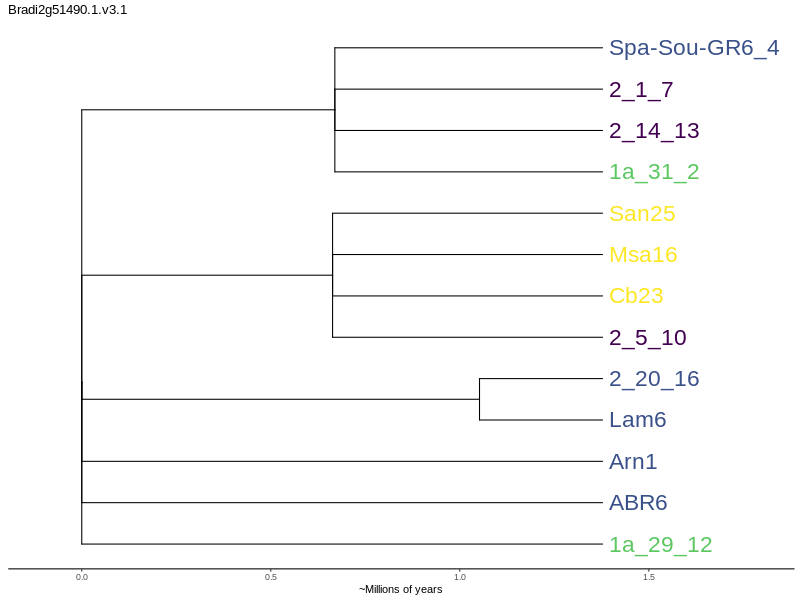 Bradi2g51490.1.v3.1
Spa-Sou-GR6_4
2_1_7
2_14_13
1a_31_2
San25
Msa16
Cb23
2_5_10
2_20_16
Lam6
Arn1
ABR6
1a_29_12
0.0 0.5 1.0 1.5
~Millions of years